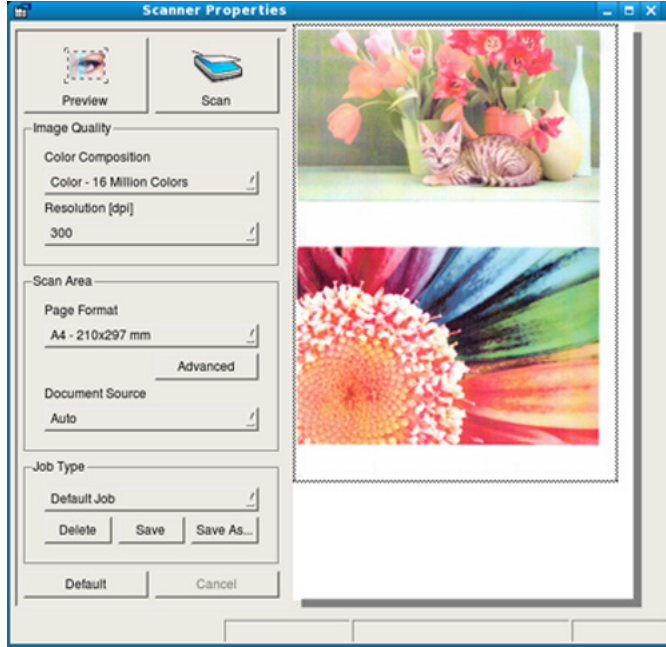 Scanner Properties
Preview Scan
Image Quality
Color Composition
Color - 16 Million Colors
Resolution [dpi]
300
Scan Area
Page Format
A4 - 210x297 mm
Advanced
Document Source
Auto
Job Type
Default Job
Delete Save Save As...
Default Cancel